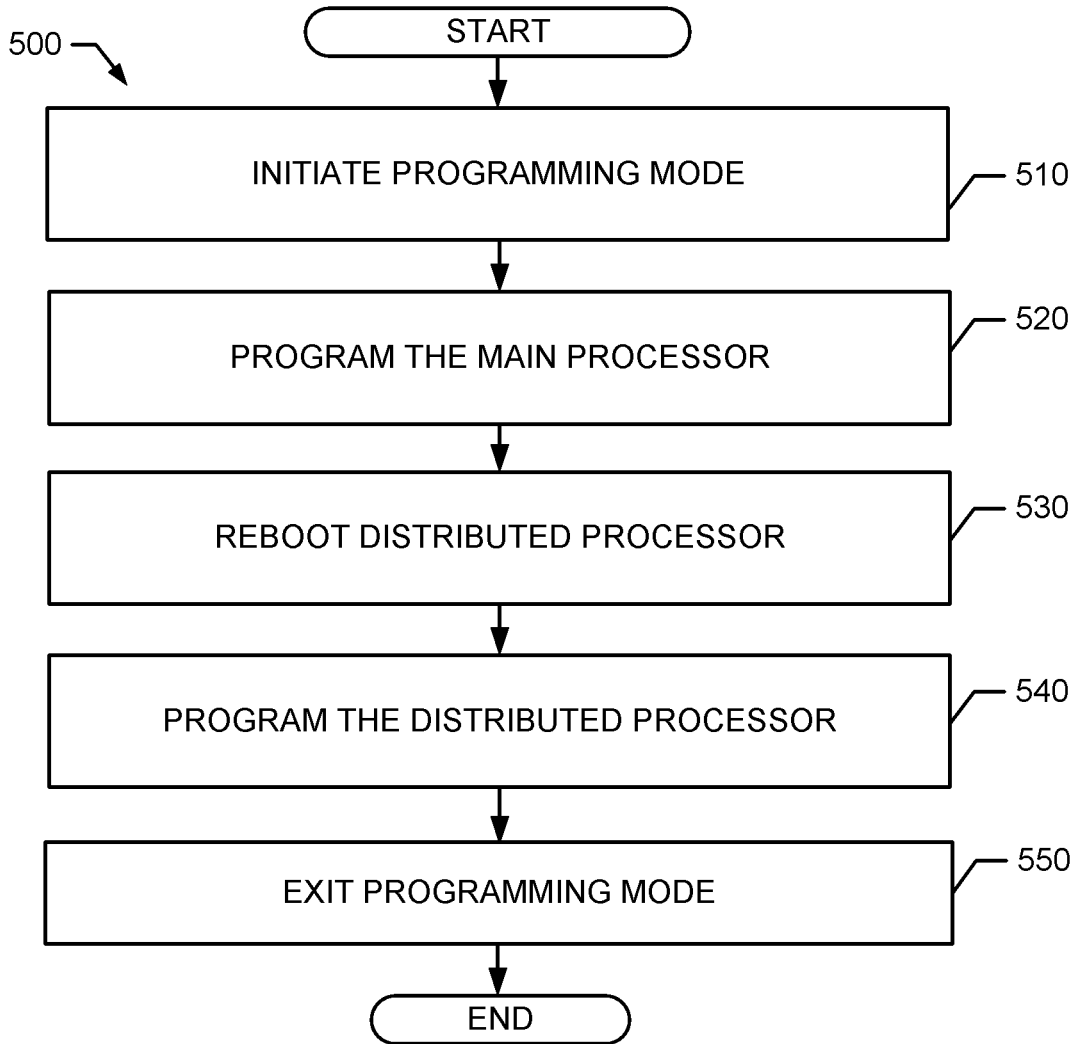 START
500
INITIATE PROGRAMMING MODE
510
PROGRAM THE MAIN PROCESSOR
520
REBOOT DISTRIBUTED PROCESSOR
530
PROGRAM THE DISTRIBUTED PROCESSOR
540
EXIT PROGRAMMING MODE
550
END